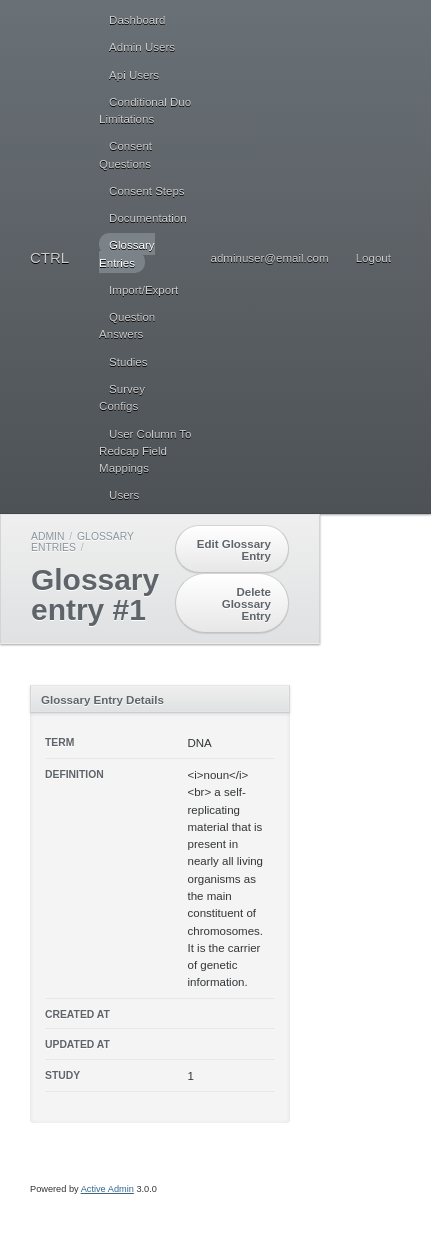 Dashboard
Admin Users
Api Users
Conditional Duo
Limitations
Consent
Questions
Consent Steps
Documentation
Glossary
Entries
Import/Export
Question
Answers
Studies
Survey
Configs
User Column To
Redcap Field
Mappings
Users
CTRL
adminuser@email.com
Logout
ADMIN / GLOSSARY
ENTRIES /
Glossary
entry #1
Edit Glossary
Entry
Delete
Glossary
Entry
Glossary Entry Details
TERM
DNA
DEFINITION
<i>noun</i>
<br> a self-
replicating
material that is
present in
nearly all living
organisms as
the main
constituent of
chromosomes.
It is the carrier
of genetic
information.
CREATED AT
UPDATED AT
STUDY
1
Powered by Active Admin 3.0.0